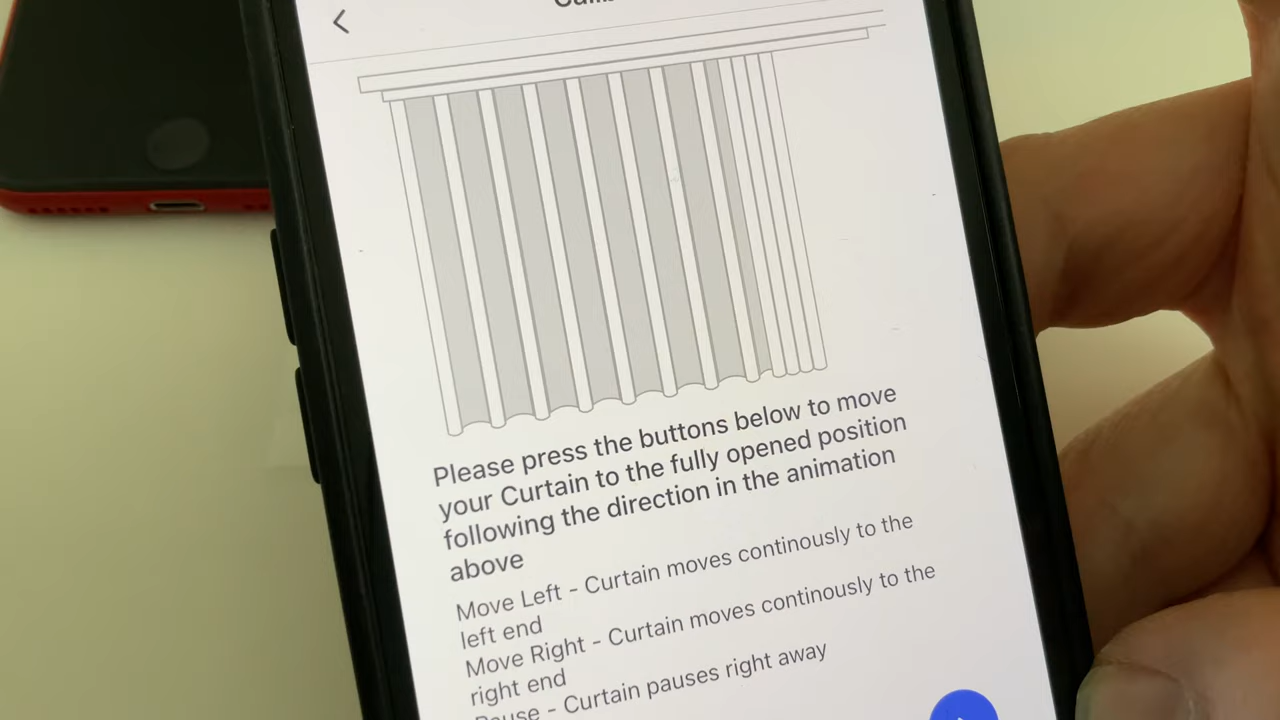 Please press the buttons below to move
your Curtain to the fully opened position
following the direction in the animation
above
Move Left - Curtain moves continously to the
left end
Move Right - Curtain moves continously to the
right end
Pause - Curtain pauses right away